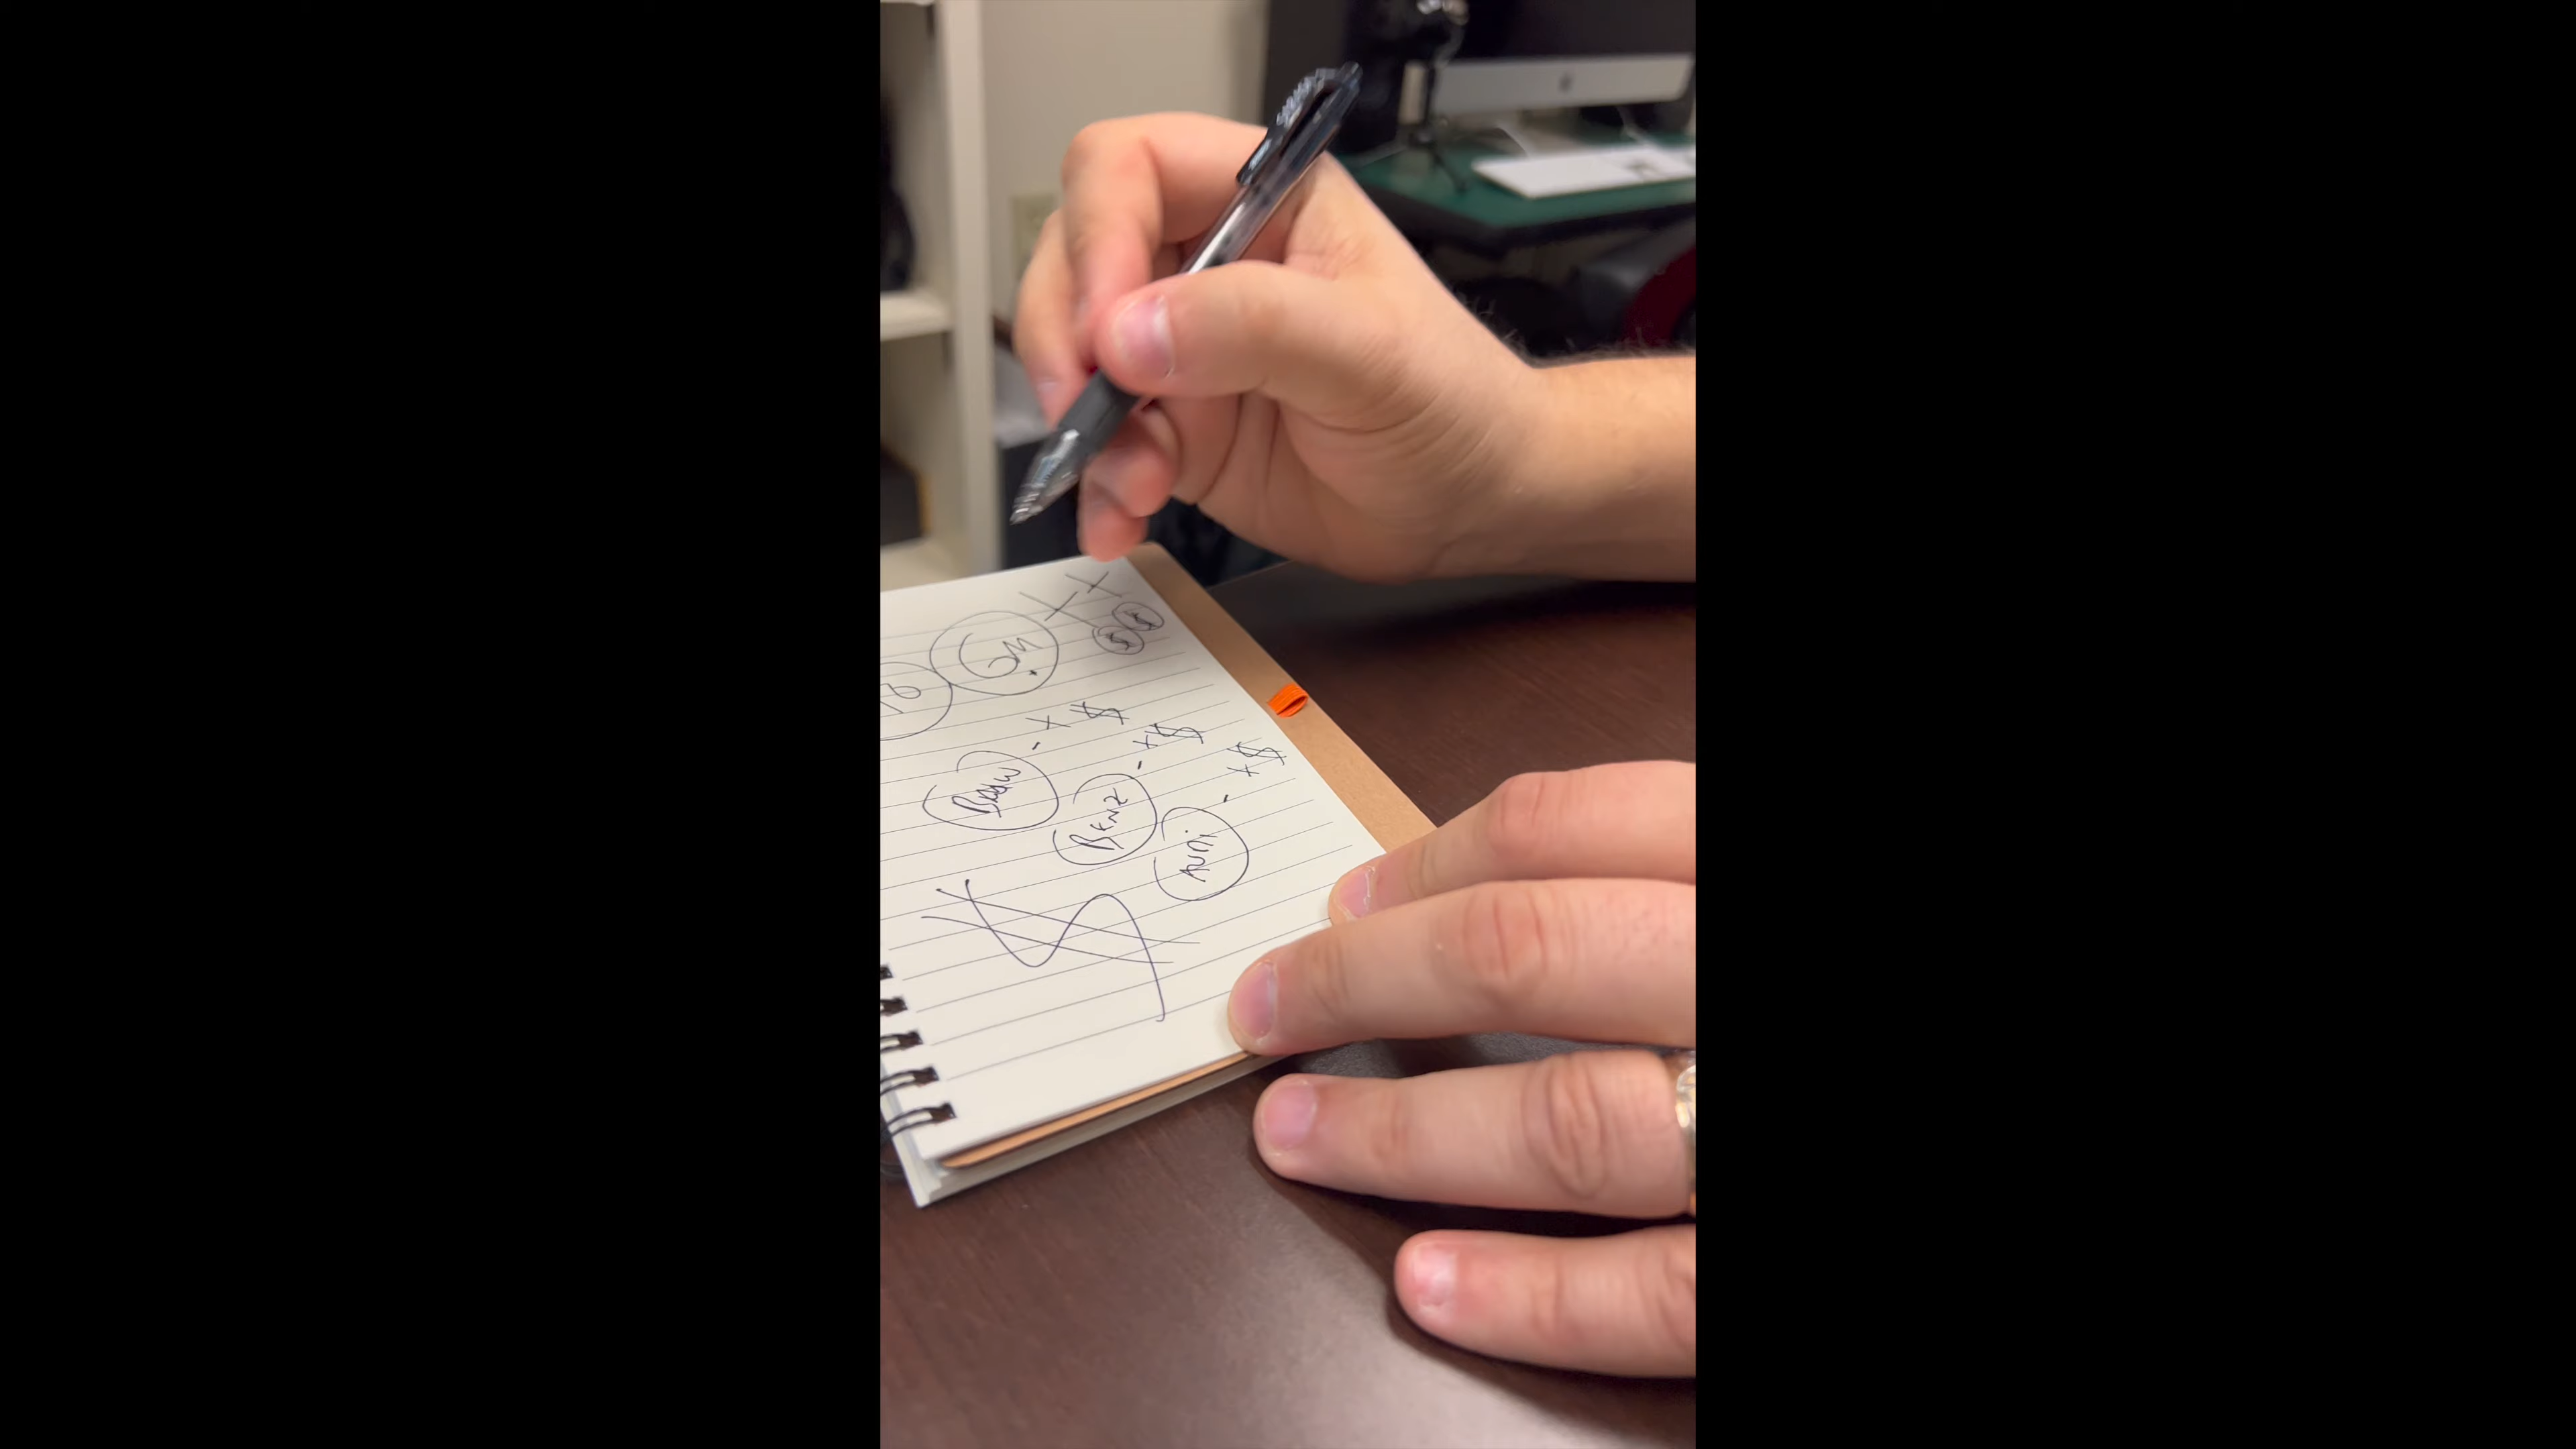 $
BMW - X $
Benz - X $
Audi - X $
GM
X X
$ $